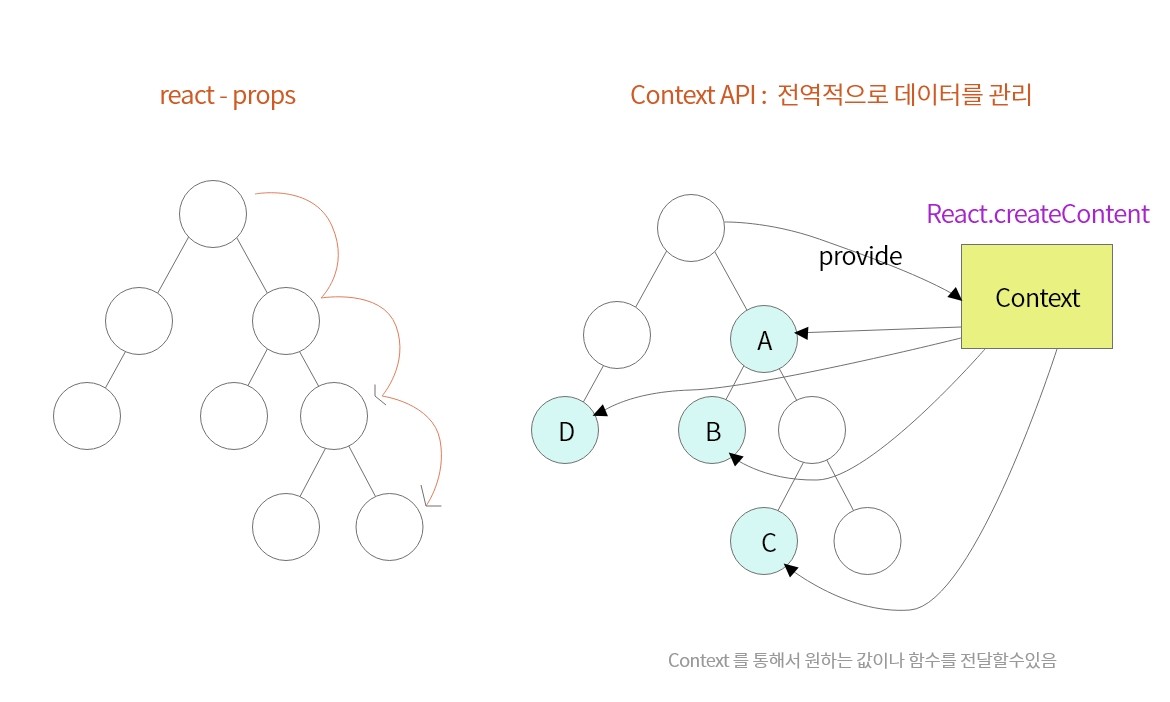 react - props
Context API : 전역적으로 데이터를 관리
React.createContent
provide
Context
A
D
B
C
Context 를 통해서 원하는 값이나 함수를 전달할수있음